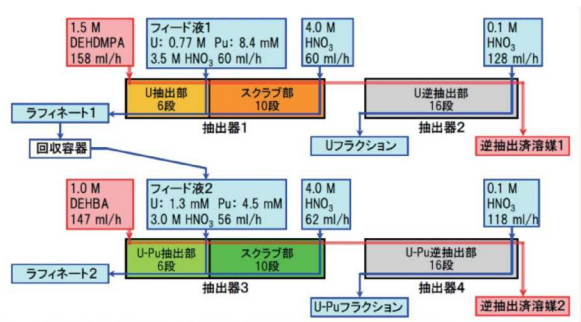 1.5 M
DEHDMPA
158 ml/h
フィード液1
U: 0.77 M Pu: 8.4 mM
3.5 M HNO₃ 60 ml/h
4.0 M
HNO₃
60 ml/h
0.1 M
HNO₃
128 ml/h
U抽出部
6段
スクラブ部
10段
U逆抽出部
16段
ラフィネート1
抽出器1
抽出器2
回収容器
Uフラクション
逆抽出済溶媒1
1.0 M
DEHBA
147 ml/h
フィード液2
U: 1.3 mM Pu: 4.5 mM
3.0 M HNO₃ 56 ml/h
4.0 M
HNO₃
62 ml/h
0.1 M
HNO₃
118 ml/h
U-Pu抽出部
6段
スクラブ部
10段
U-Pu逆抽出部
16段
ラフィネート2
抽出器3
抽出器4
U-Puフラクション
逆抽出済溶媒2